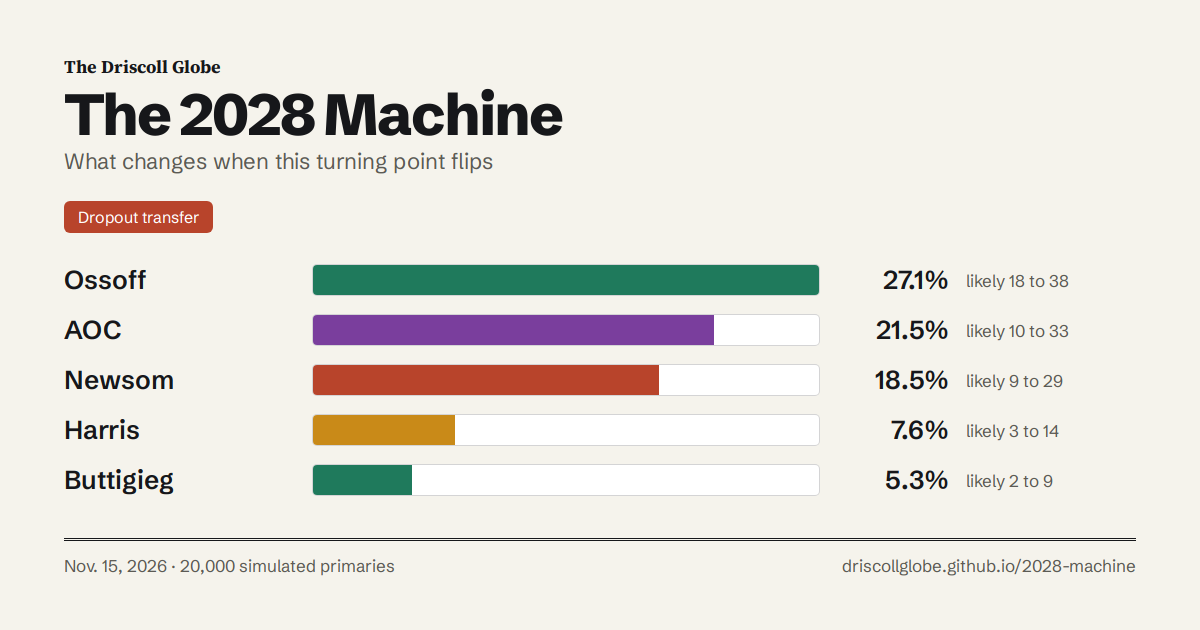 The Driscoll Globe
The 2028 Machine
What changes when this turning point flips
Dropout transfer
Ossoff 27.1% likely 18 to 38
AOC 21.5% likely 10 to 33
Newsom 18.5% likely 9 to 29
Harris 7.6% likely 3 to 14
Buttigieg 5.3% likely 2 to 9
Nov. 15, 2026 · 20,000 simulated primaries driscollglobe.github.io/2028-machine